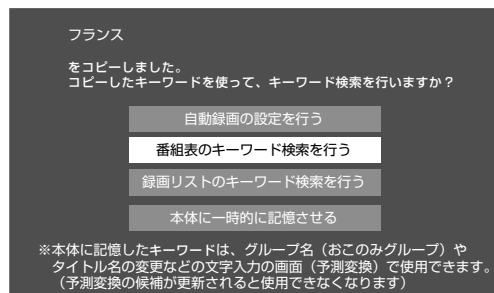 フランス
をコピーしました。
コピーしたキーワードを使って、キーワード検索を行いますか?
自動録画の設定を行う
番組表のキーワード検索を行う
録画リストのキーワード検索を行う
本体に一時的に記憶させる
※本体に記憶したキーワードは、グループ名(おこのみグループ)や
タイトル名の変更などの文字入力の画面(予測変換)で使用できます。
(予測変換の候補が更新されると使用できなくなります)